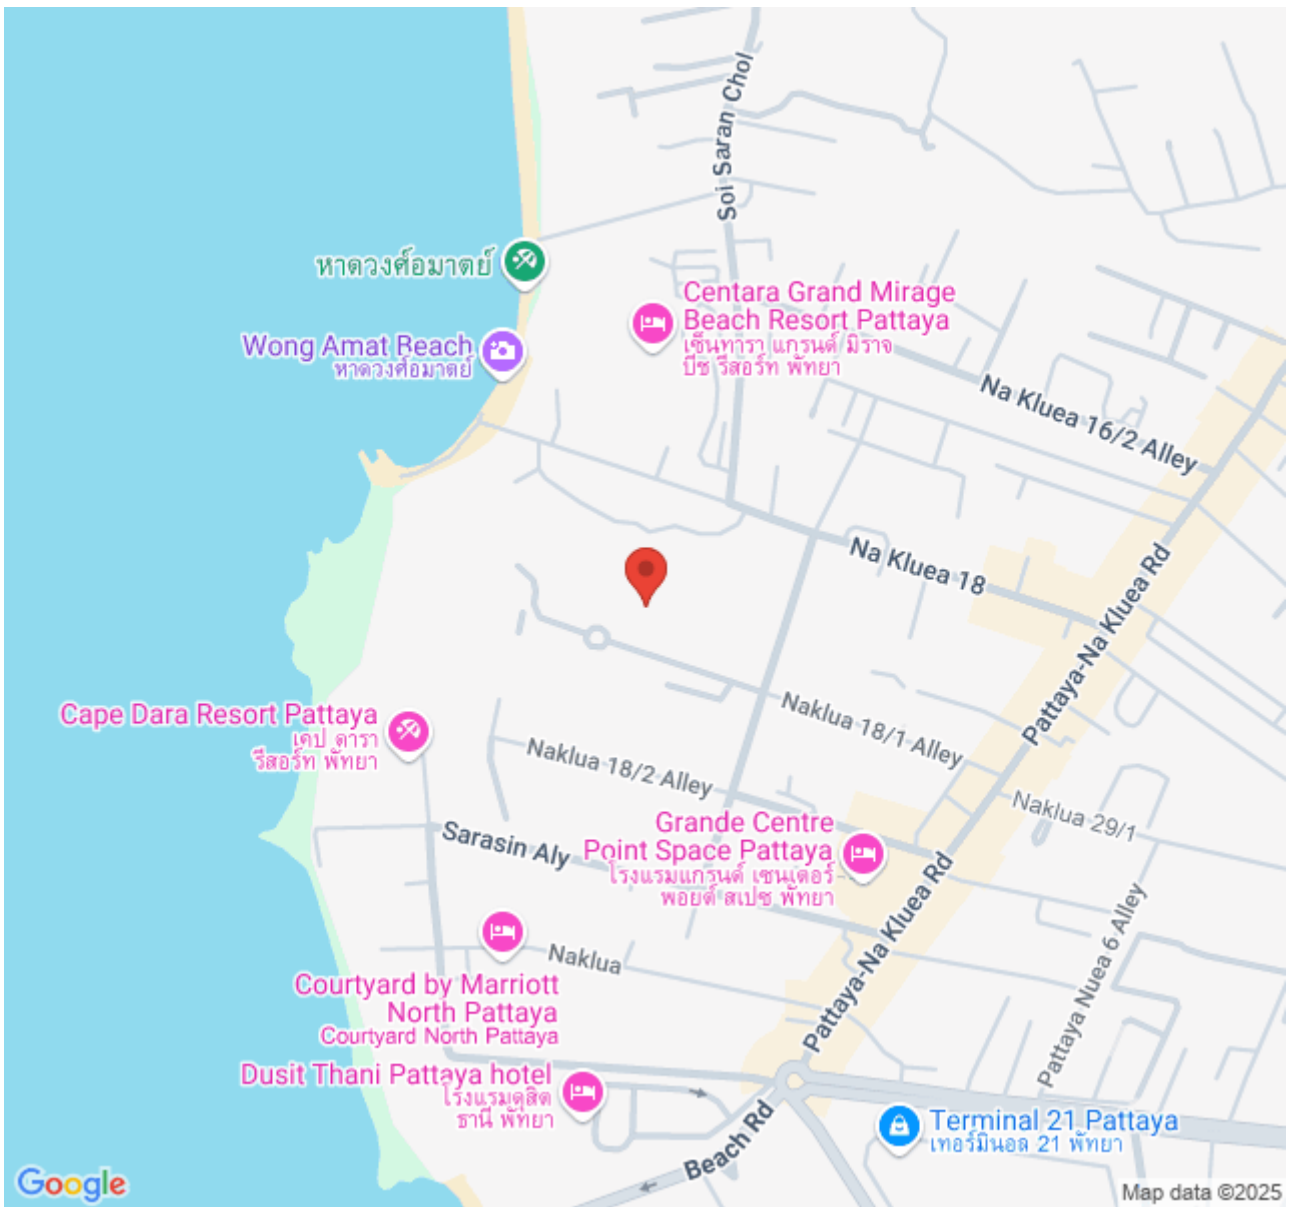 Soi Saran Chol
หาดวงศ์อมาตย์
Centara Grand Mirage
Beach Resort Pattaya
เซ็นทารา แกรนด์ มิราจ
บีช รีสอร์ท พัทยา
Wong Amat Beach
หาดวงศ์อมาตย์
Na Kluea 16/2 Alley
Na Kluea 18
Pattaya-Na Kluea Rd
Cape Dara Resort Pattaya
เคป ดารา
รีสอร์ท พัทยา
Naklua 18/1 Alley
Naklua 18/2 Alley
Naklua 29/1
Grande Centre
Point Space Pattaya
โรงแรมแกรนด์ เซนเตอร์
พอยต์ สเปซ พัทยา
Sarasin Aly
Pattaya-Na Kluea Rd
Pattaya Nuea 6 Alley
Naklua
Courtyard by Marriott
North Pattaya
Courtyard North Pattaya
Dusit Thani Pattaya hotel
โรงแรมดุสิต
ธานี พัทยา
Beach Rd
Terminal 21 Pattaya
เทอร์มินอล 21 พัทยา
Google
Map data ©2025